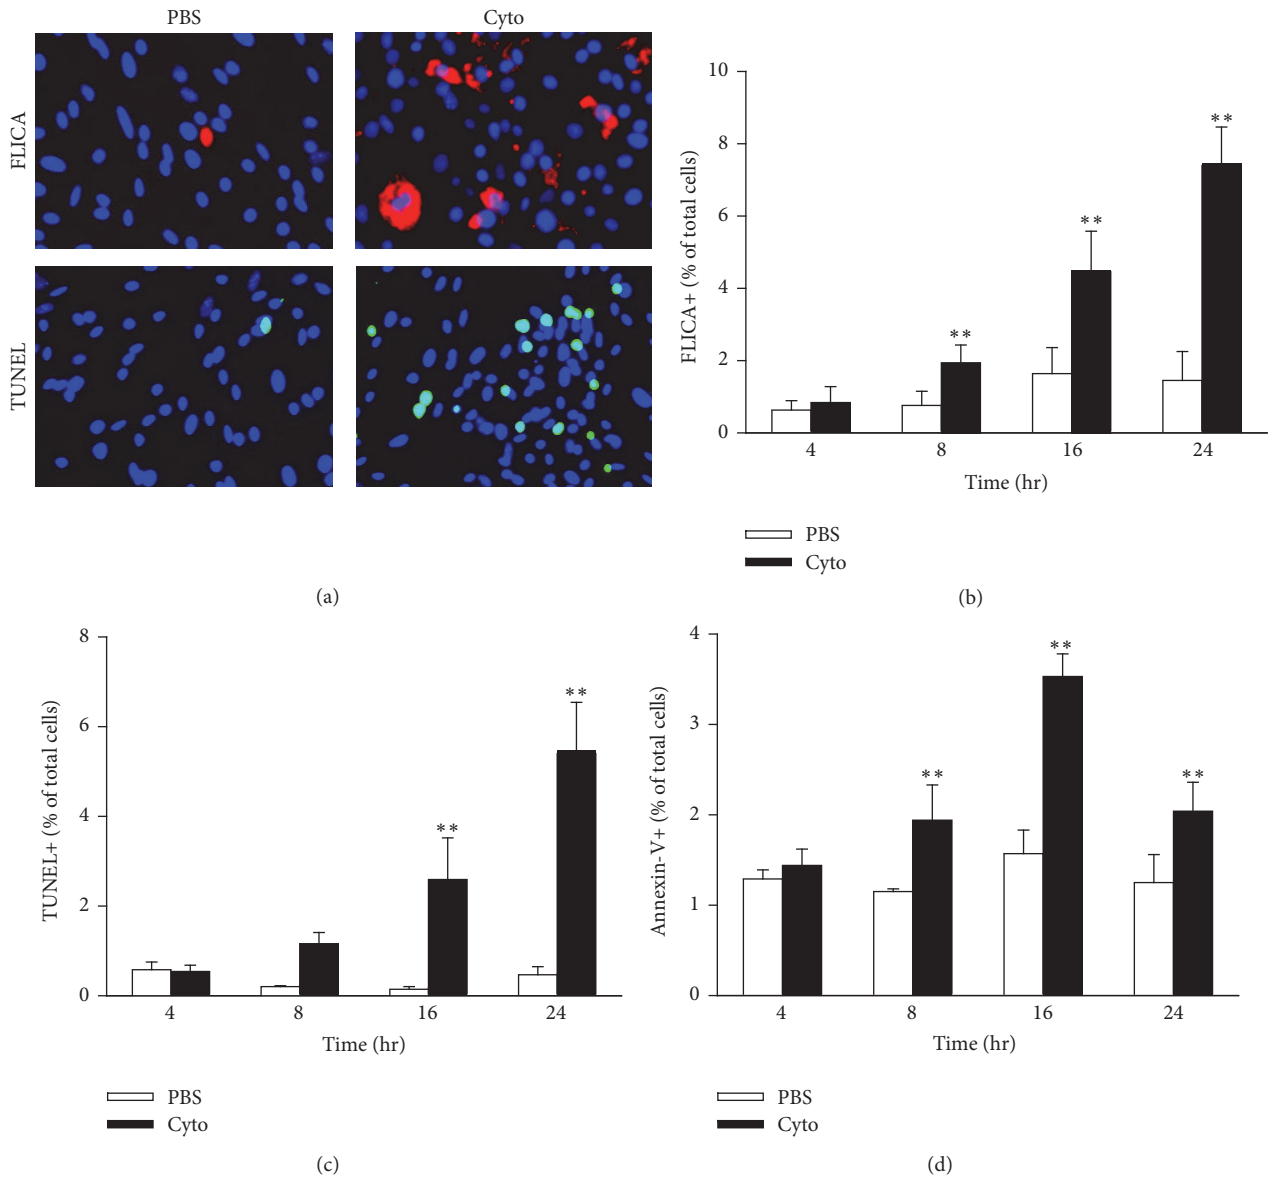 PBS
Cyto
FLICA
TUNEL
(a)
10
8
6
4
2
0
FLICA+ (% of total cells)
**
**
**
4 8 16 24
Time (hr)
PBS
Cyto
(b)
8
6
4
2
0
TUNEL+ (% of total cells)
**
**
4 8 16 24
Time (hr)
PBS
Cyto
(c)
4
3
2
1
0
Annexin-V+ (% of total cells)
**
**
**
4 8 16 24
Time (hr)
PBS
Cyto
(d)